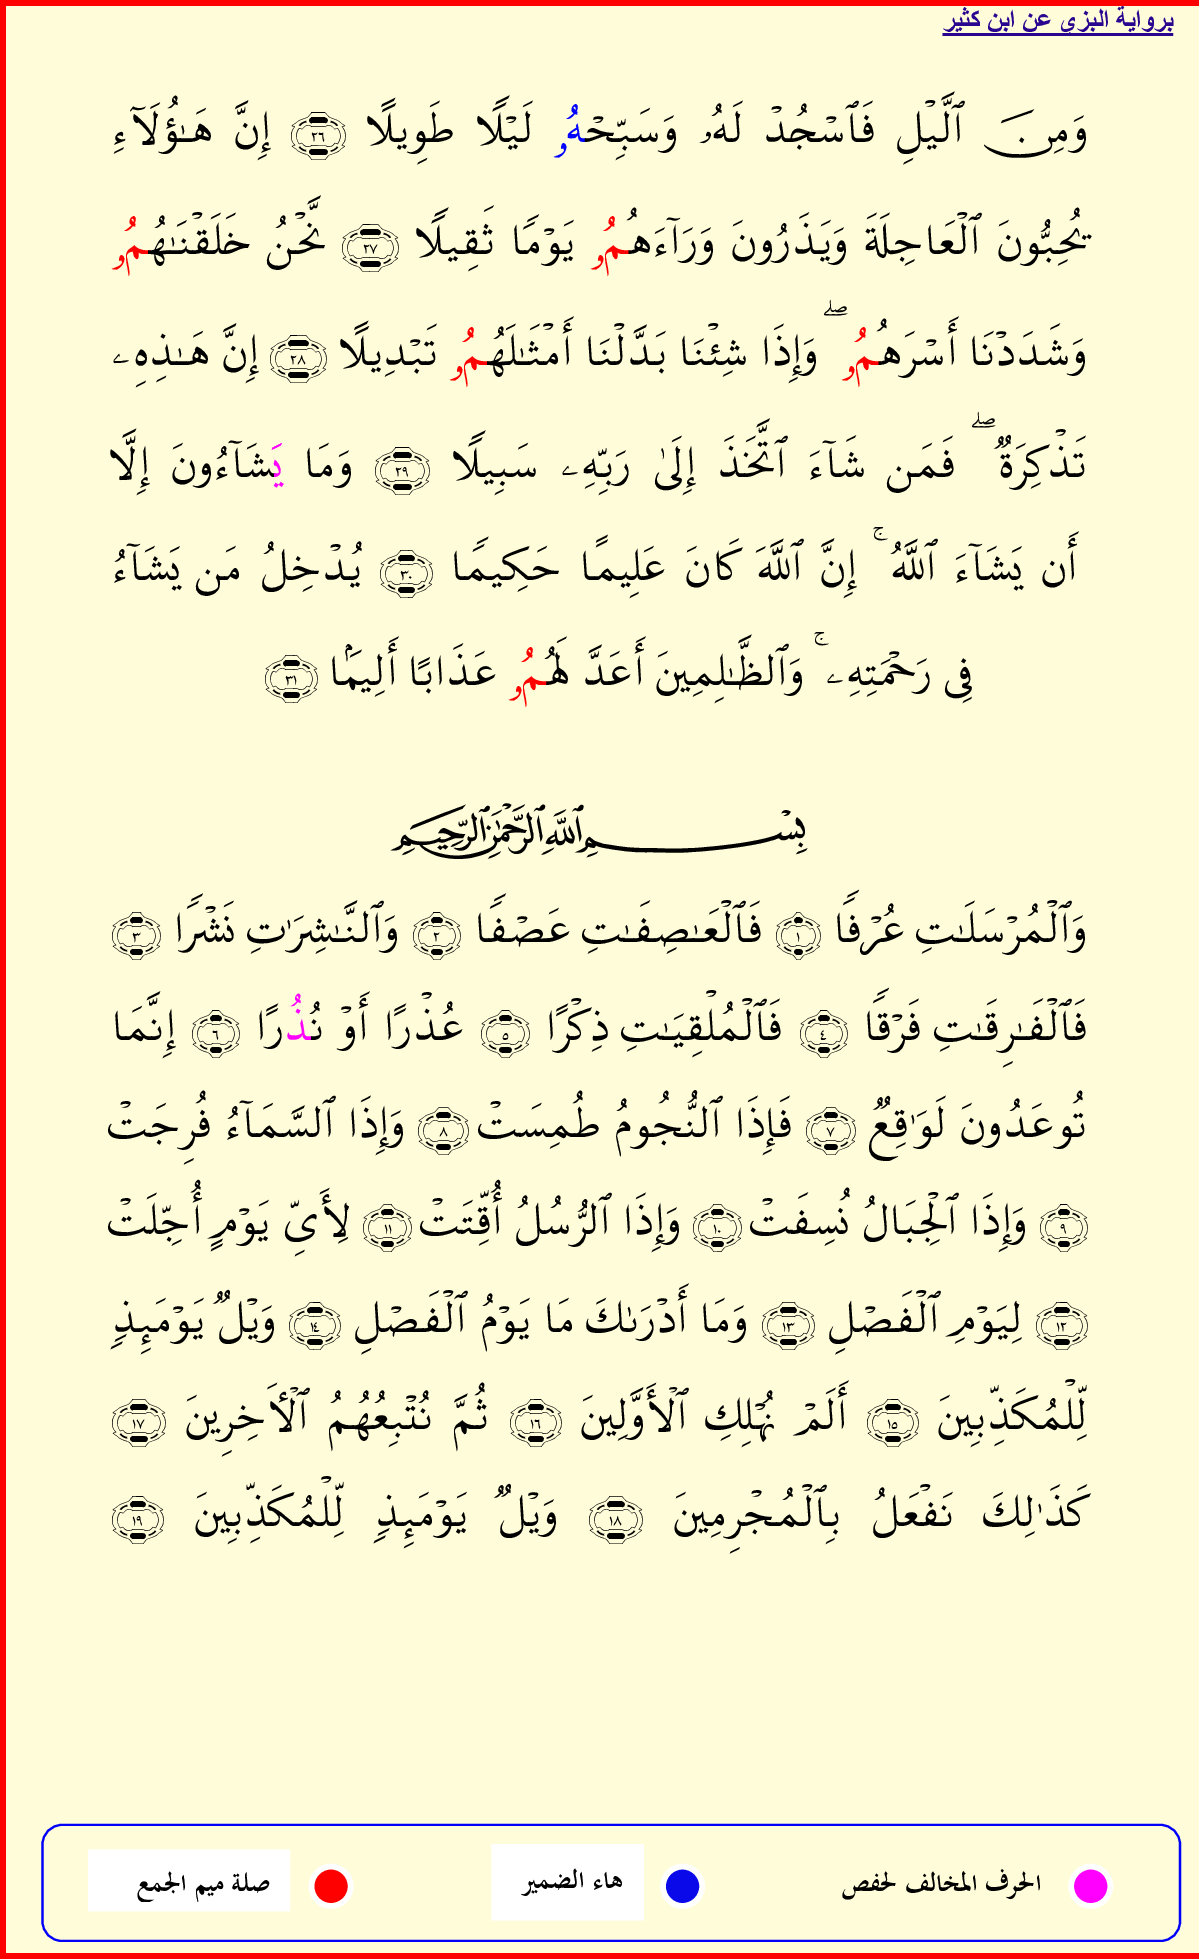 برواية البزي عن ابن كثير
وَمِنَ ٱلَّيْلِ فَٱسْجُدْ لَهُۥ وَسَبِّحْهُۥ لَيْلًا طَوِيلًا ٢٦ إِنَّ هَـٰٓؤُلَآءِ
يُحِبُّونَ ٱلْعَاجِلَةَ وَيَذَرُونَ وَرَآءَهُمُۥ يَوْمًا ثَقِيلًا ٢٧ نَّحْنُ خَلَقْنَـٰهُمُۥ
وَشَدَدْنَا أَسْرَهُمُۥ ۖ وَإِذَا شِئْنَا بَدَّلْنَا أَمْثَـٰلَهُمُۥ تَبْدِيلًا ٢٨ إِنَّ هَـٰذِهِۦ
تَذْكِرَةٌ ۖ فَمَن شَآءَ ٱتَّخَذَ إِلَىٰ رَبِّهِۦ سَبِيلًا ٢٩ وَمَا يَشَآءُونَ إِلَّا
أَن يَشَآءَ ٱللَّهُ ۚ إِنَّ ٱللَّهَ كَانَ عَلِيمًا حَكِيمًا ٣٠ يُدْخِلُ مَن يَشَآءُ
فِى رَحْمَتِهِۦ ۚ وَٱلظَّـٰلِمِينَ أَعَدَّ لَهُمُۥ عَذَابًا أَلِيمًۢا ٣١
بِسْمِ ٱللَّهِ ٱلرَّحْمَـٰنِ ٱلرَّحِيمِ
وَٱلْمُرْسَلَـٰتِ عُرْفًا ١ فَٱلْعَـٰصِفَـٰتِ عَصْفًا ٢ وَٱلنَّـٰشِرَٰتِ نَشْرًا ٣
فَٱلْفَـٰرِقَـٰتِ فَرْقًا ٤ فَٱلْمُلْقِيَـٰتِ ذِكْرًا ٥ عُذْرًا أَوْ نُذُرًا ٦ إِنَّمَا
تُوعَدُونَ لَوَٰقِعٌ ٧ فَإِذَا ٱلنُّجُومُ طُمِسَتْ ٨ وَإِذَا ٱلسَّمَآءُ فُرِجَتْ
٩ وَإِذَا ٱلْجِبَالُ نُسِفَتْ ١٠ وَإِذَا ٱلرُّسُلُ أُقِّتَتْ ١١ لِأَىِّ يَوْمٍ أُجِّلَتْ
١٢ لِيَوْمِ ٱلْفَصْلِ ١٣ وَمَا أَدْرَىٰكَ مَا يَوْمُ ٱلْفَصْلِ ١٤ وَيْلٌ يَوْمَئِذٍ
لِّلْمُكَذِّبِينَ ١٥ أَلَمْ نُهْلِكِ ٱلْأَوَّلِينَ ١٦ ثُمَّ نُتْبِعُهُمُ ٱلْـَٔاخِرِينَ ١٧
كَذَٰلِكَ نَفْعَلُ بِٱلْمُجْرِمِينَ ١٨ وَيْلٌ يَوْمَئِذٍ لِّلْمُكَذِّبِينَ ١٩
الحرف المخالف لحفص هاء الضمير صلة ميم الجمع